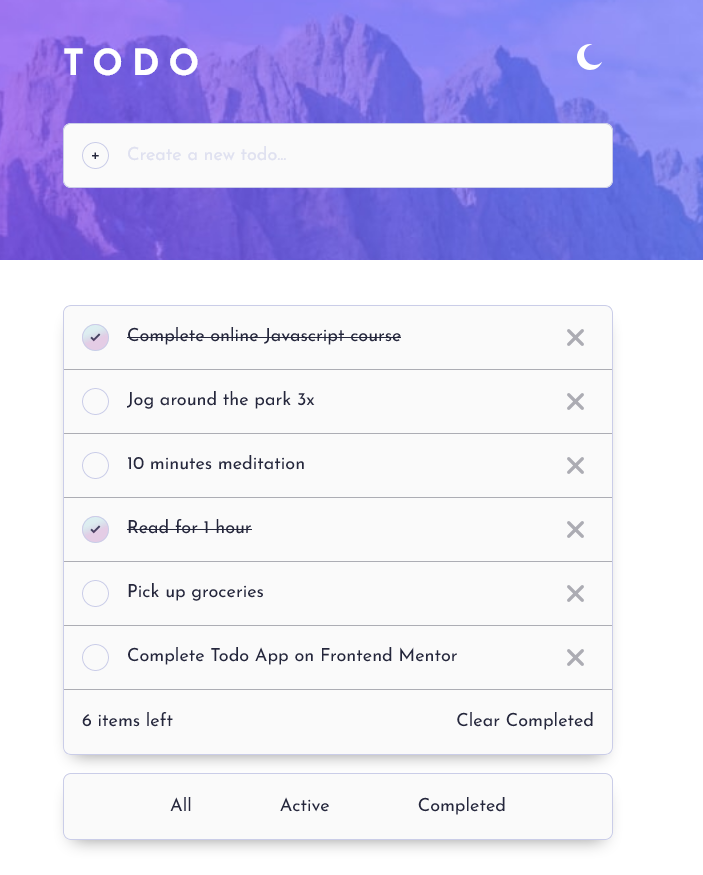 TODO
Create a new todo...
Complete online Javascript course
Jog around the park 3x
10 minutes meditation
Read for 1 hour
Pick up groceries
Complete Todo App on Frontend Mentor
6 items left Clear Completed
All Active Completed